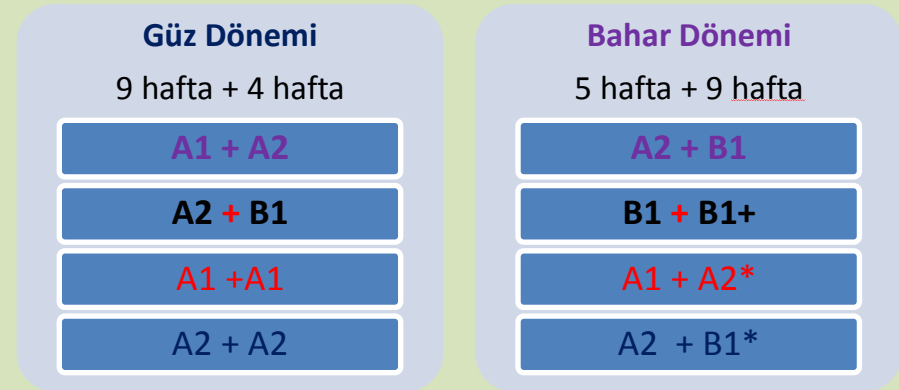 Güz Dönemi
9 hafta + 4 hafta
A1 + A2
A2 + B1
A1 +A1
A2 + A2
Bahar Dönemi
5 hafta + 9 hafta
A2 + B1
B1 + B1+
A1 + A2*
A2 + B1*